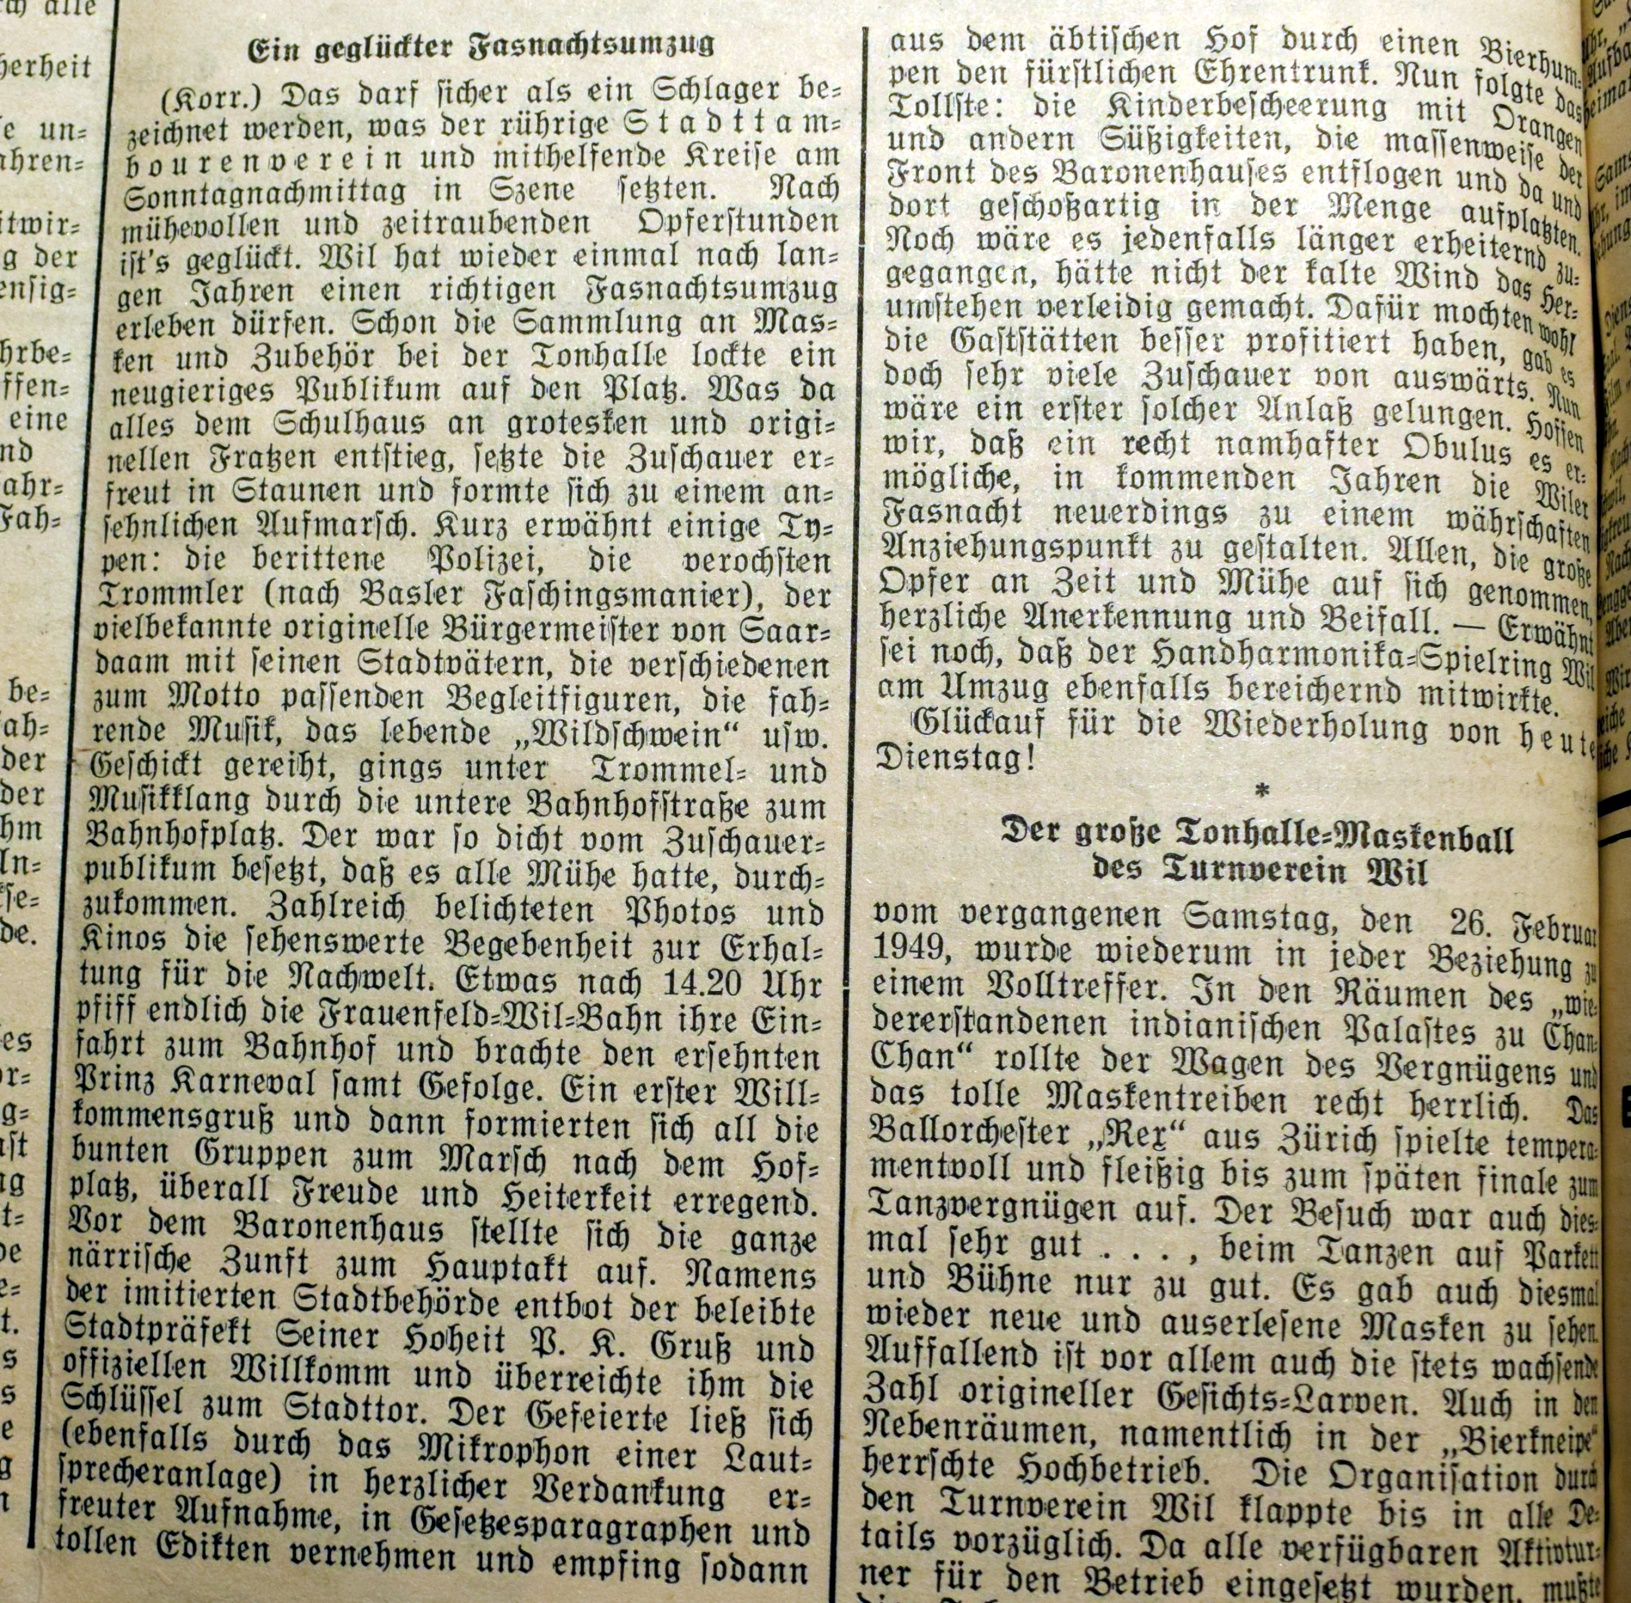 rch alle
herheit
e un=
ahren=
itwir=
g der
ensig=
hrbe=
ffen=
eine
nd
ahr=
Fah=
be=
ah=
der
der
hm
In=
se=
de.
es
r=
g=
st
ng
t=
de
e=
t.
s
s
e
g
n
Ein geglückter Fasnachtsumzug
(Korr.) Das darf sicher als ein Schlager be=
zeichnet werden, was der rührige Stadttam=
bourenverein und mithelfende Kreise am
Sonntagnachmittag in Szene setzten. Nach
mühevollen und zeitraubenden Opferstunden
ist's geglückt. Wil hat wieder einmal nach lan=
gen Jahren einen richtigen Fasnachtsumzug
erleben dürfen. Schon die Sammlung an Mas=
ken und Zubehör bei der Tonhalle lockte ein
neugieriges Publikum auf den Platz. Was da
alles dem Schulhaus an grotesken und origi=
nellen Fratzen entstieg, setzte die Zuschauer er=
freut in Staunen und formte sich zu einem an=
sehnlichen Aufmarsch. Kurz erwähnt einige Ty=
pen: die berittene Polizei, die verochsten
Trommler (nach Basler Faschingsmanier), der
vielbekannte originelle Bürgermeister von Saar=
daam mit seinen Stadtvätern, die verschiedenen
zum Motto passenden Begleitfiguren, die fah=
rende Musik, das lebende „Wildschwein“ usw.
Geschickt gereiht, gings unter Trommel= und
Musikklang durch die untere Bahnhofstraße zum
Bahnhofplatz. Der war so dicht vom Zuschauer=
publikum besetzt, daß es alle Mühe hatte, durch=
zukommen. Zahlreich belichteten Photos und
Kinos die sehenswerte Begebenheit zur Erhal=
tung für die Nachwelt. Etwas nach 14.20 Uhr
pfiff endlich die Frauenfeld=Wil=Bahn ihre Ein=
fahrt zum Bahnhof und brachte den ersehnten
Prinz Karneval samt Gefolge. Ein erster Will=
kommensgruß und dann formierten sich all die
bunten Gruppen zum Marsch nach dem Hof=
platz, überall Freude und Heiterkeit erregend.
Vor dem Baronenhaus stellte sich die ganze
närrische Zunft zum Hauptakt auf. Namens
der imitierten Stadtbehörde entbot der beleibte
Stadtpräfekt Seiner Hoheit P. K. Gruß und
offiziellen Willkomm und überreichte ihm die
Schlüssel zum Stadttor. Der Gefeierte ließ sich
(ebenfalls durch das Mikrophon einer Laut=
sprecheranlage) in herzlicher Verdankung er=
freuter Aufnahme, in Gesetzesparagraphen und
tollen Edikten vernehmen und empfing sodann
aus dem äbtischen Hof durch einen Bierhum=
pen den fürstlichen Ehrentrunk. Nun folgte das
Tollste: die Kinderbescheerung mit Orangen
und andern Süßigkeiten, die massenweise der
Front des Baronenhauses entflogen und da und
dort geschoßartig in der Menge aufplatzten.
Noch wäre es jedenfalls länger erheiternd zu=
gegangen, hätte nicht der kalte Wind das Her=
umstehen verleidig gemacht. Dafür mochten wohl
die Gaststätten besser profitiert haben, gab es
doch sehr viele Zuschauer von auswärts. Nun
wäre ein erster solcher Anlaß gelungen. Hoffen
wir, daß ein recht namhafter Obulus es er=
mögliche, in kommenden Jahren die Wiler
Fasnacht neuerdings zu einem währschaften
Anziehungspunkt zu gestalten. Allen, die große
Opfer an Zeit und Mühe auf sich genommen,
herzliche Anerkennung und Beifall. — Erwähnt
sei noch, daß der Handharmonika=Spielring Wil
am Umzug ebenfalls bereichernd mitwirkte.
Glückauf für die Wiederholung von heute
Dienstag!
*
Der große Tonhalle=Maskenball
des Turnverein Wil
vom vergangenen Samstag, den 26. Februar
1949, wurde wiederum in jeder Beziehung zu
einem Volltreffer. In den Räumen des „wie=
dererstandenen indianischen Palastes zu Chan=
Chan“ rollte der Wagen des Vergnügens und
das tolle Maskentreiben recht herrlich. Das
Ballorchester „Rex“ aus Zürich spielte tempera=
mentvoll und fleißig bis zum späten finale zum
Tanzvergnügen auf. Der Besuch war auch dies=
mal sehr gut . . . , beim Tanzen auf Parkett
und Bühne nur zu gut. Es gab auch diesmal
wieder neue und auserlesene Masken zu sehen.
Auffallend ist vor allem auch die stets wachsende
Zahl origineller Gesichts=Larven. Auch in den
Nebenräumen, namentlich in der „Bierkneipe“
herrschte Hochbetrieb. Die Organisation durch
den Turnverein Wil klappte bis in alle De=
tails vorzüglich. Da alle verfügbaren Aktivtur=
ner für den Betrieb eingesetzt wurden, mußte